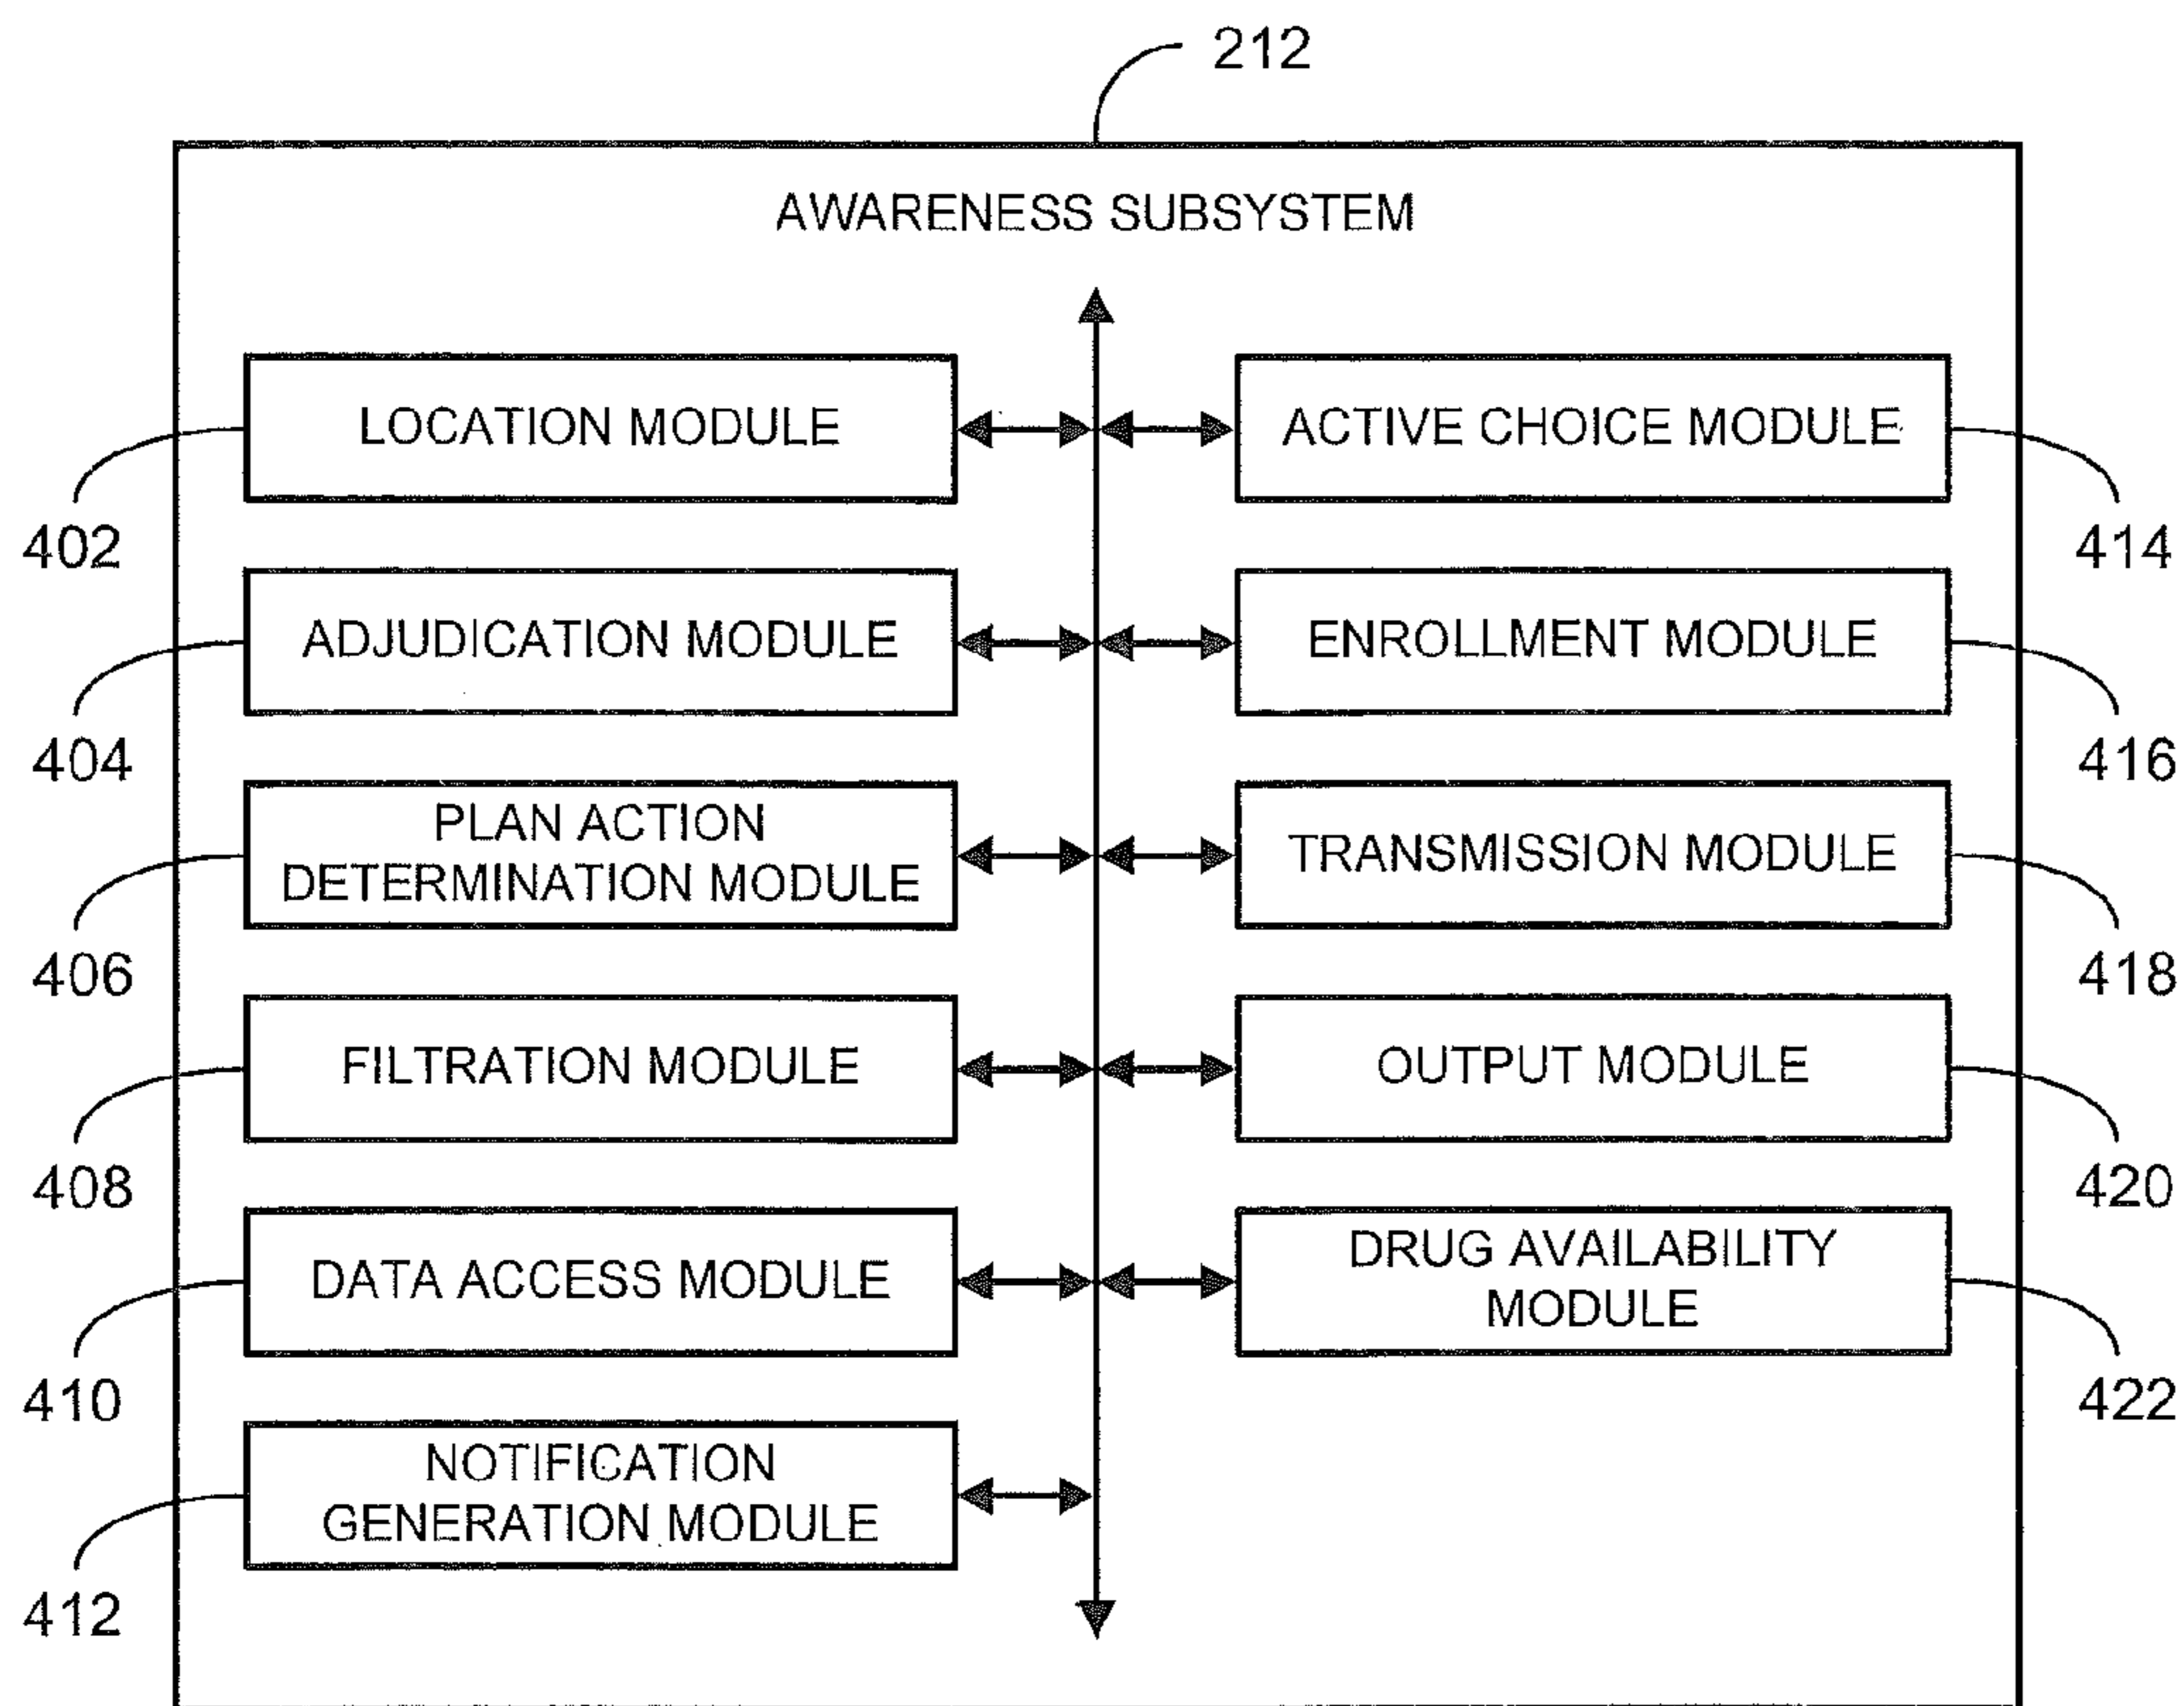 212
AWARENESS SUBSYSTEM
LOCATION MODULE
ACTIVE CHOICE MODULE
402
414
ADJUDICATION MODULE
ENROLLMENT MODULE
404
416
PLAN ACTION
DETERMINATION MODULE
TRANSMISSION MODULE
406
418
FILTRATION MODULE
OUTPUT MODULE
408
420
DATA ACCESS MODULE
DRUG AVAILABILITY
MODULE
410
422
NOTIFICATION
GENERATION MODULE
412